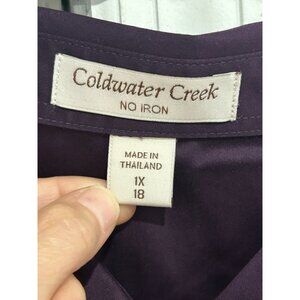 Coldwater Creek
NO IRON
MADE IN
THAILAND
1X
18